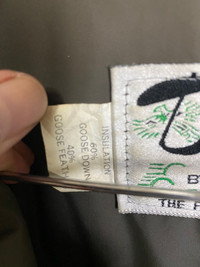 INSULATION
60%
GOOSE DOWN
40%
GOOSE FEATH
B
THE F